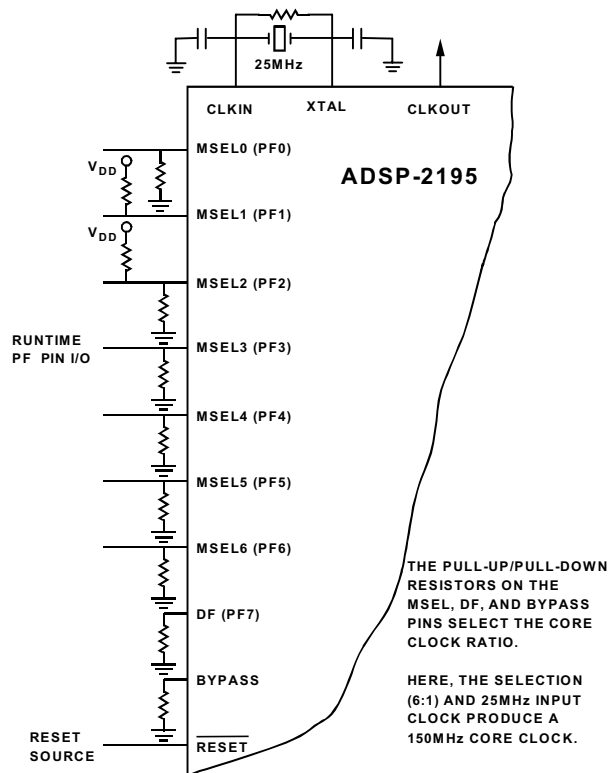 25MHz
CLKIN
XTAL
CLKOUT
MSEL0 (PF0)
VDD
ADSP-2195
MSEL1 (PF1)
VDD
MSEL2 (PF2)
RUNTIME
PF PIN I/O
MSEL3 (PF3)
MSEL4 (PF4)
MSEL5 (PF5)
MSEL6 (PF6)
DF (PF7)
BYPASS
RESET
SOURCE
RESET
THE PULL-UP/PULL-DOWN
RESISTORS ON THE
MSEL, DF, AND BYPASS
PINS SELECT THE CORE
CLOCK RATIO.
HERE, THE SELECTION
(6:1) AND 25MHz INPUT
CLOCK PRODUCE A
150MHz CORE CLOCK.